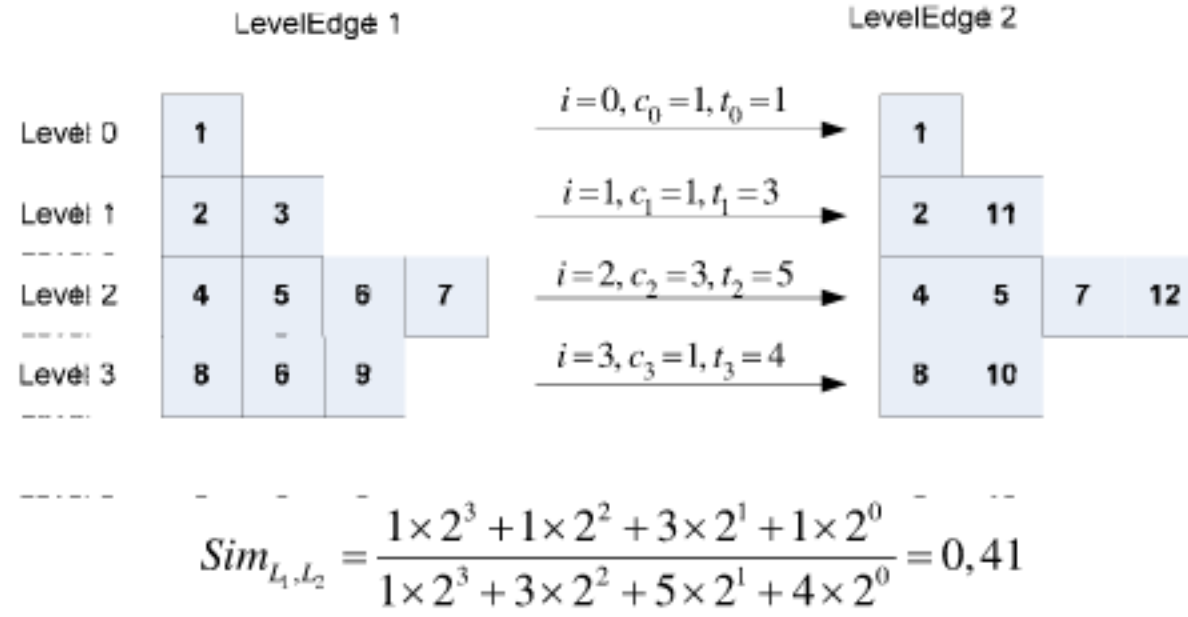 LevelEdge 1 LevelEdge 2
Level 0 1 i=0, c₀=1, t₀=1 1
Level 1 2 3 i=1, c₁=1, t₁=3 2 11
Level 2 4 5 6 7 i=2, c₂=3, t₂=5 4 5 7 12
Level 3 8 6 9 i=3, c₃=1, t₃=4 8 10
Sim_{L₁,L₂} = (1×2³ + 1×2² + 3×2¹ + 1×2⁰) / (1×2³ + 3×2² + 5×2¹ + 4×2⁰) = 0,41